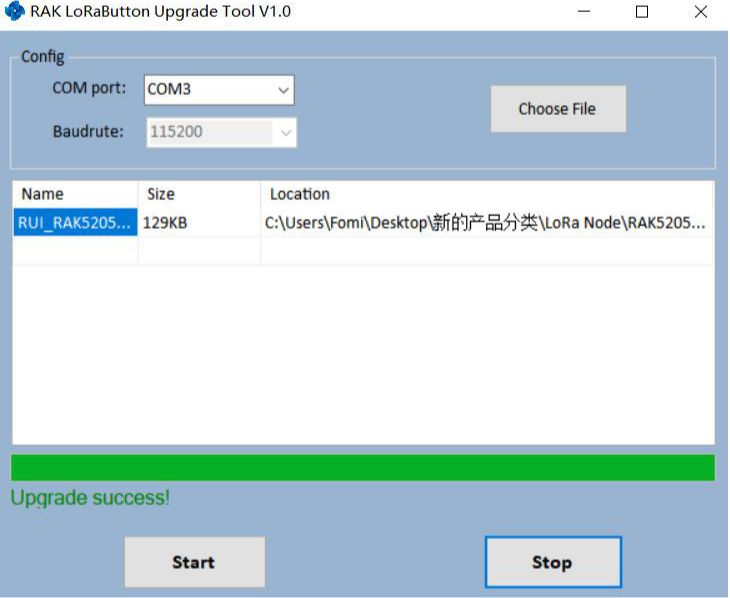 RAK LoRaButton Upgrade Tool V1.0
Config
COM port: COM3
Choose File
Baudrute: 115200
Name Size Location
RUI_RAK5205... 129KB C:\Users\Fomi\Desktop\新的产品分类\LoRa Node\RAK5205...
Upgrade success!
Start Stop